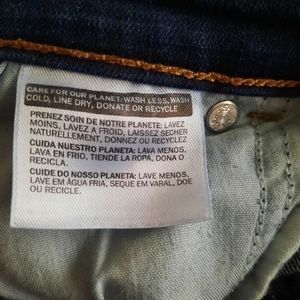 CARE FOR OUR PLANET: WASH LESS, WASH
COLD, LINE DRY, DONATE OR RECYCLE
PRENEZ SOIN DE NOTRE PLANETE: LAVEZ
MOINS, LAVEZ A FROID, LAISSEZ SECHER
NATURELLEMENT, DONNEZ OU RECYCLEZ
CUIDA NUESTRO PLANETA: LAVA MENOS,
LAVA EN FRIO, TIENDE LA ROPA, DONA O
RECICLA.
CUIDE DO NOSSO PLANETA: LAVE MENOS,
LAVE EM ÁGUA FRIA, SEQUE EM VARAL, DOE
OU RECICLE.